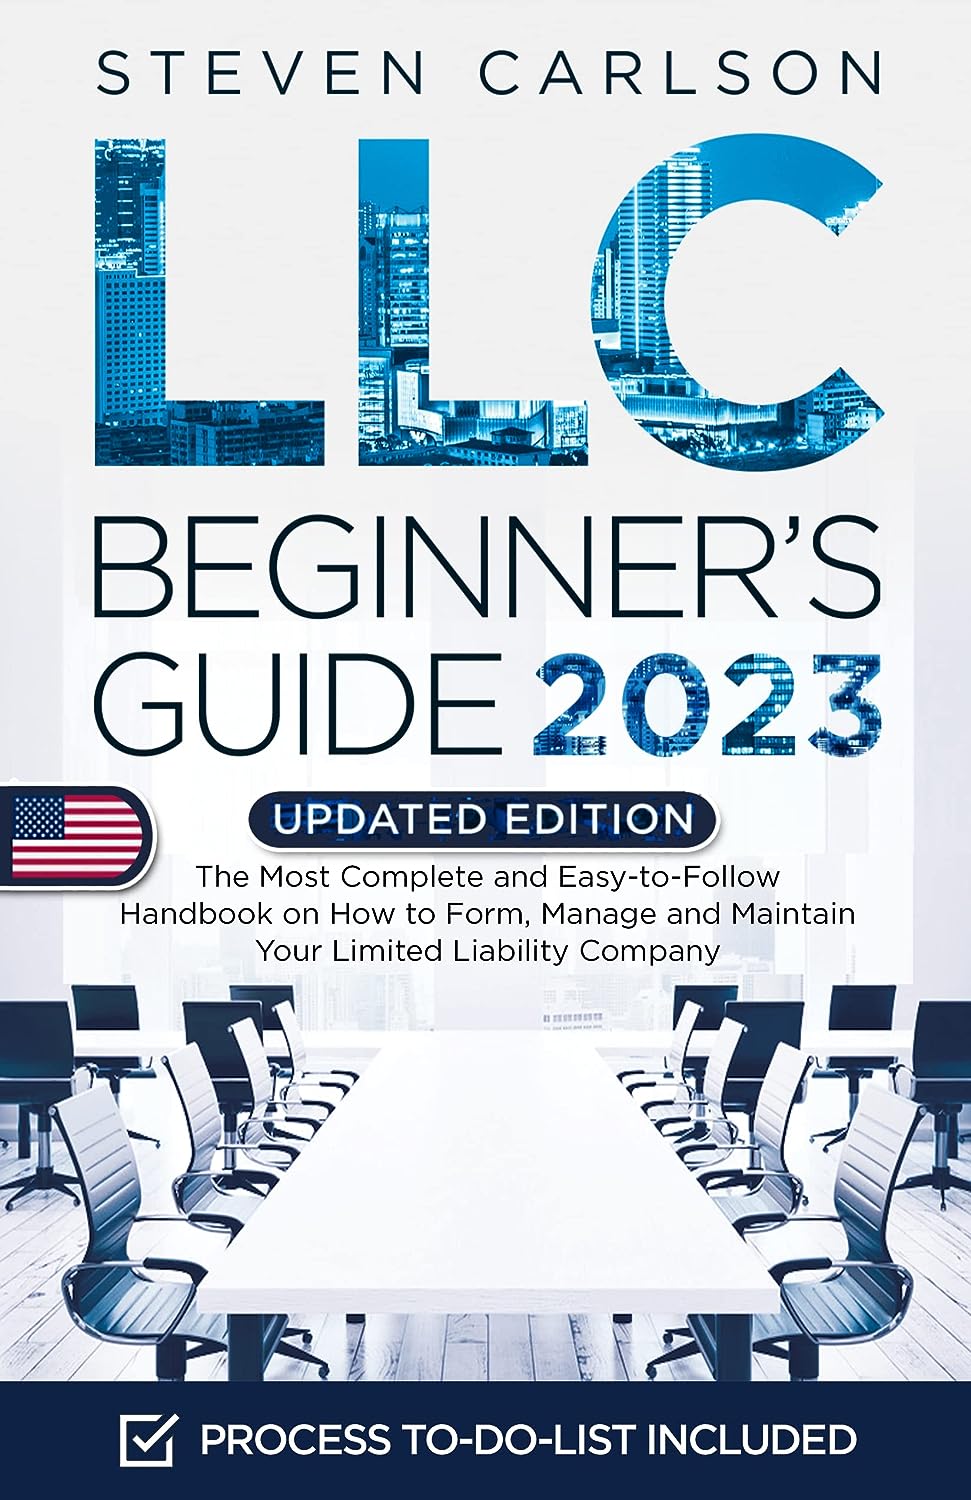 STEVEN CARLSON
LLC
BEGINNER'S
GUIDE 2023
UPDATED EDITION
The Most Complete and Easy-to-Follow
Handbook on How to Form, Manage and Maintain
Your Limited Liability Company
PROCESS TO-DO-LIST INCLUDED